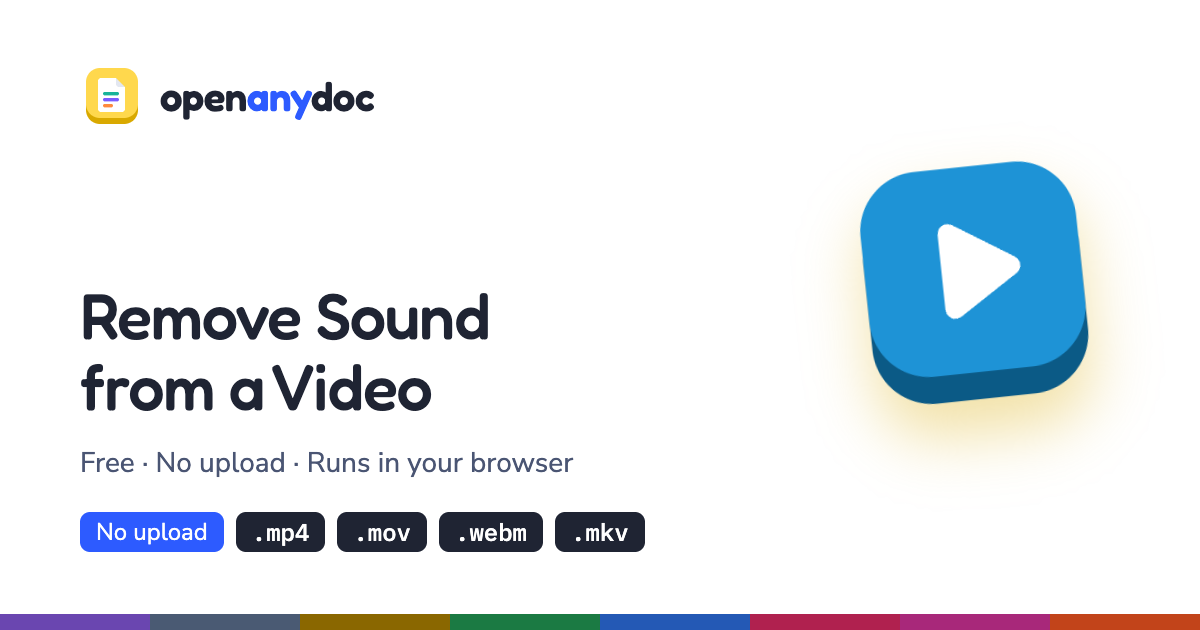 openanydoc
Remove Sound
from a Video
Free · No upload · Runs in your browser
No upload .mp4 .mov .webm .mkv